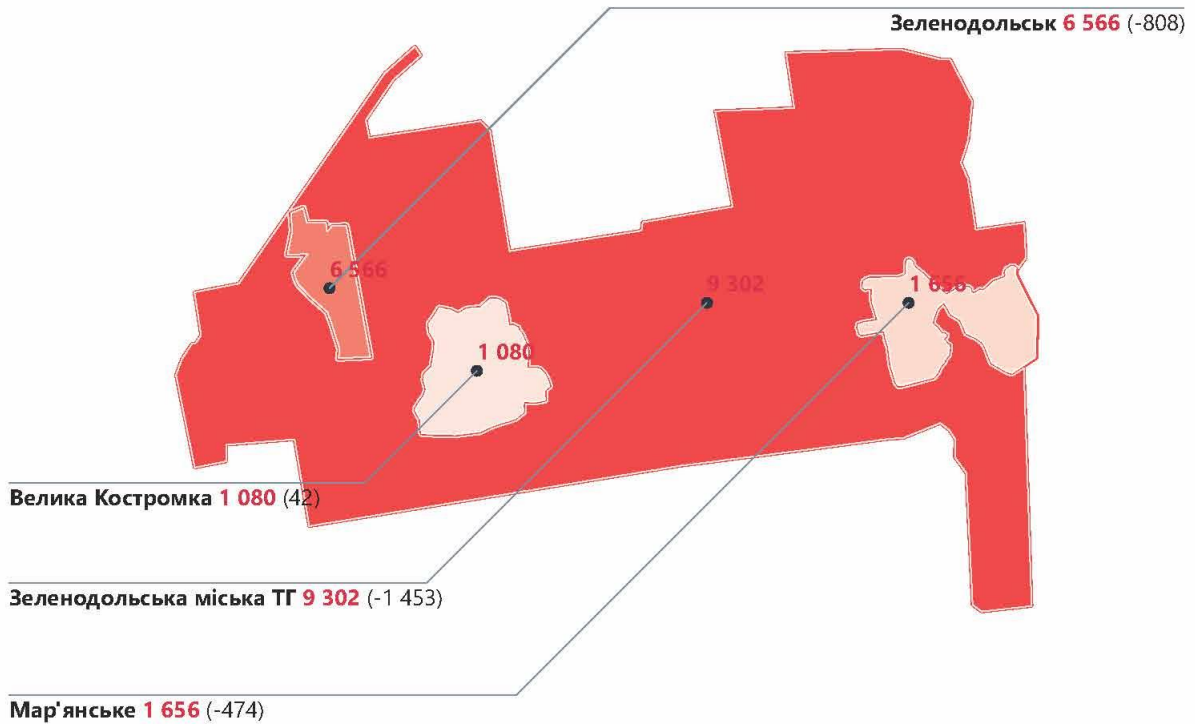 Зеленодольськ 6 566 (-808)
6 566
9 302
1 656
1 080
Велика Костромка 1 080 (42)
Зеленодольська міська ТГ 9 302 (-1 453)
Мар'янське 1 656 (-474)